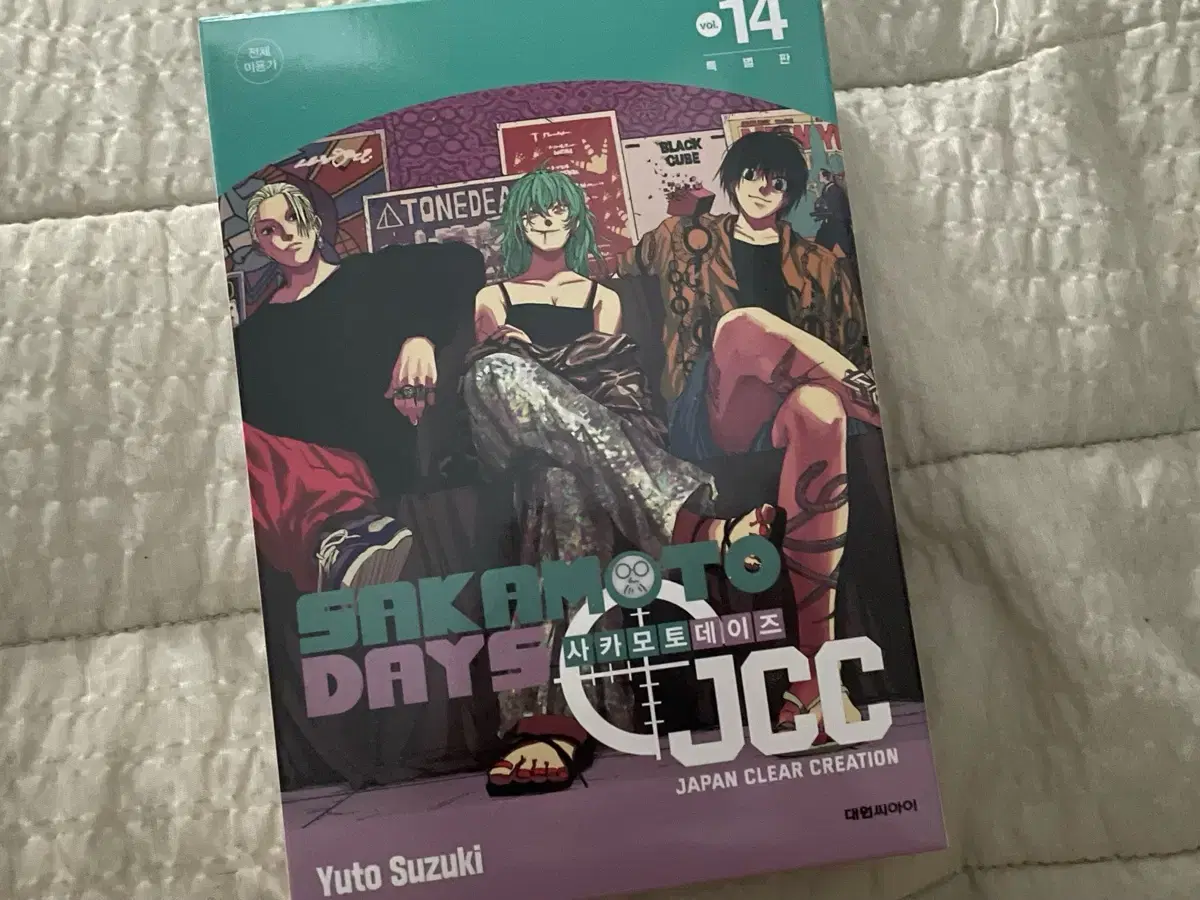 vol. 14
특별판
전체
이용가
BLACK
CUBE
TONEDEA
SAKAMOTO
DAYS
사카모토데이즈
JCC
JAPAN CLEAR CREATION
대원씨아이
Yuto Suzuki